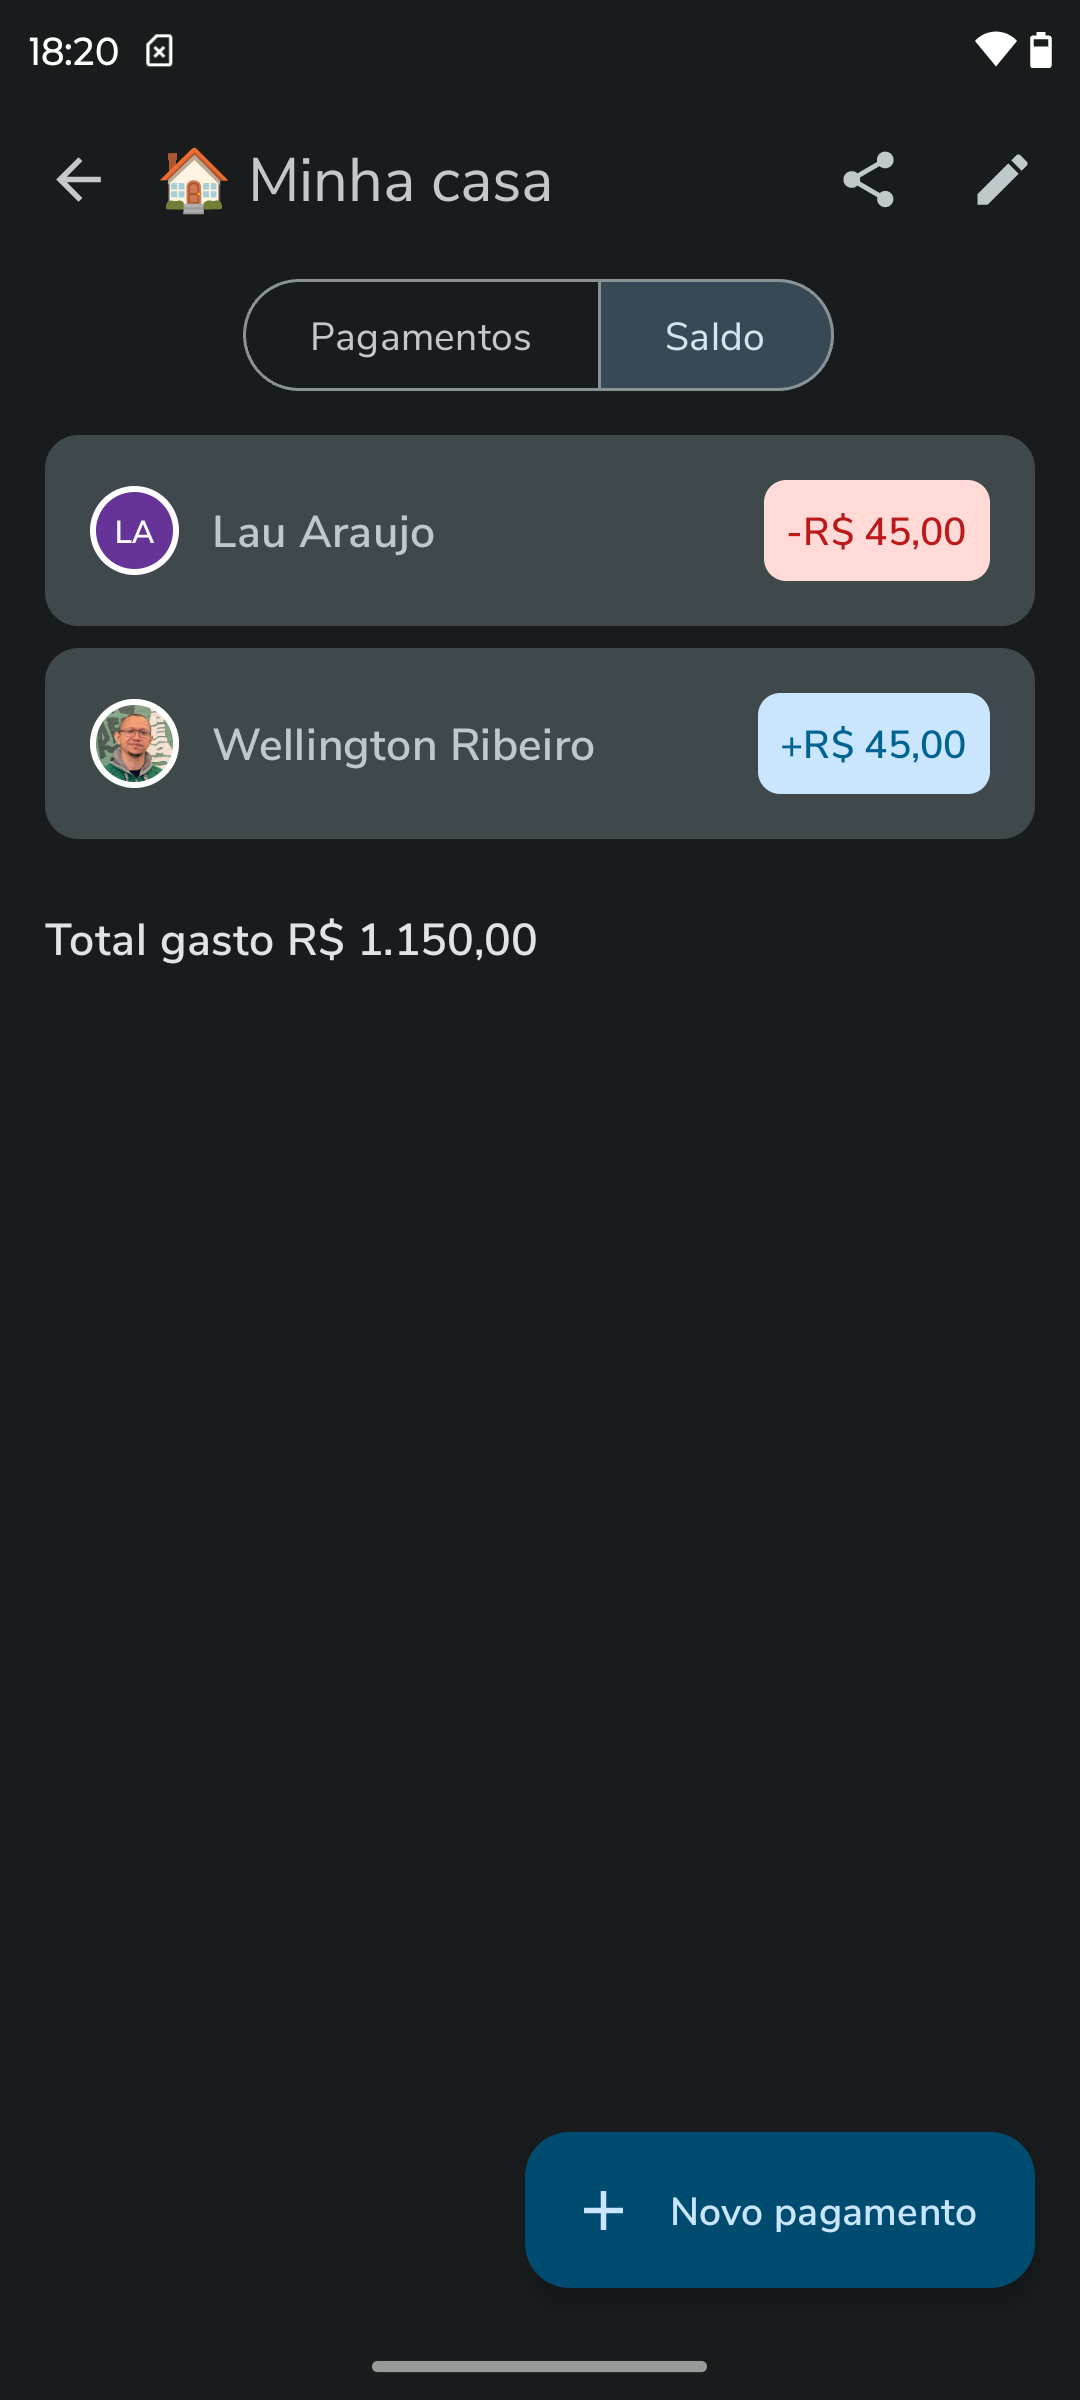 18:20
Minha casa
Pagamentos
Saldo
LA
Lau Araujo
-R$ 45,00
Wellington Ribeiro
+R$ 45,00
Total gasto R$ 1.150,00
Novo pagamento